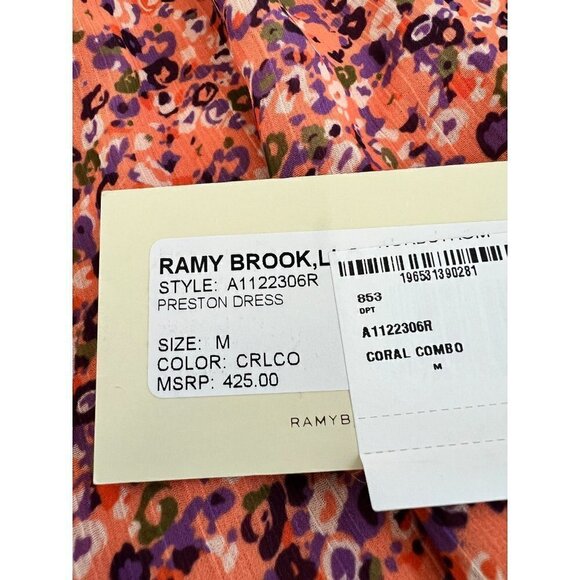 RAMY BROOK,
STYLE: A1122306R
PRESTON DRESS
SIZE: M
COLOR: CRLCO
MSRP: 425.00
RAMYB
196531390281
853
DPT
A1122306R
CORAL COMBO
M